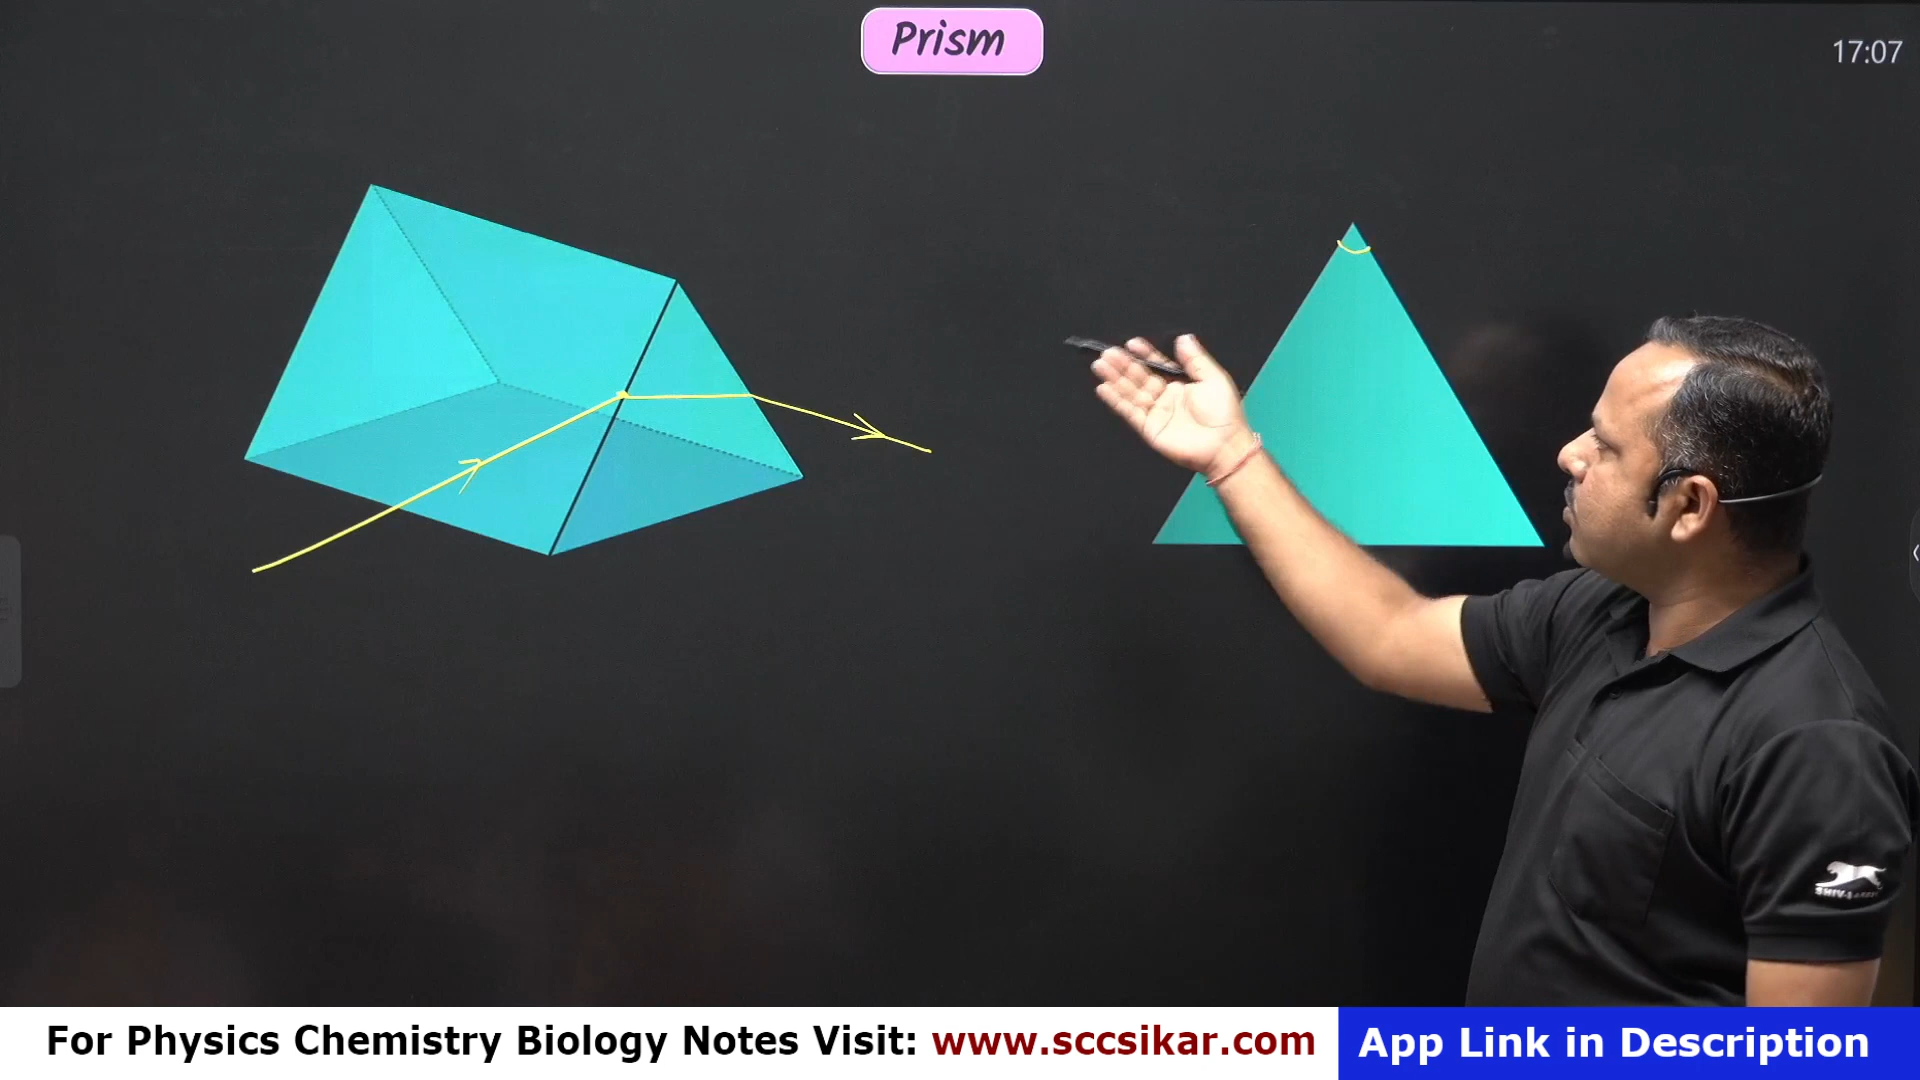 Prism
17:07
For Physics Chemistry Biology Notes Visit: www.sccsikar.com
App Link in Description